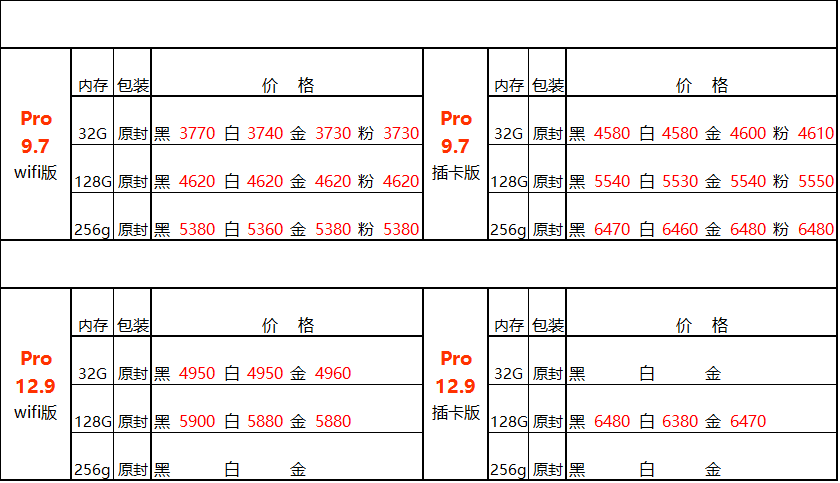 内存 包装 价 格 内存 包装 价 格
Pro 9.7 wifi版 32G 原封 黑 3770 白 3740 金 3730 粉 3730 Pro 9.7 插卡版 32G 原封 黑 4580 白 4580 金 4600 粉 4610
128G 原封 黑 4620 白 4620 金 4620 粉 4620 128G 原封 黑 5540 白 5530 金 5540 粉 5550
256g 原封 黑 5380 白 5360 金 5380 粉 5380 256g 原封 黑 6470 白 6460 金 6480 粉 6480
内存 包装 价 格 内存 包装 价 格
Pro 12.9 wifi版 32G 原封 黑 4950 白 4950 金 4960 Pro 12.9 插卡版 32G 原封 黑 白 金
128G 原封 黑 5900 白 5880 金 5880 128G 原封 黑 6480 白 6380 金 6470
256g 原封 黑 白 金 256g 原封 黑 白 金